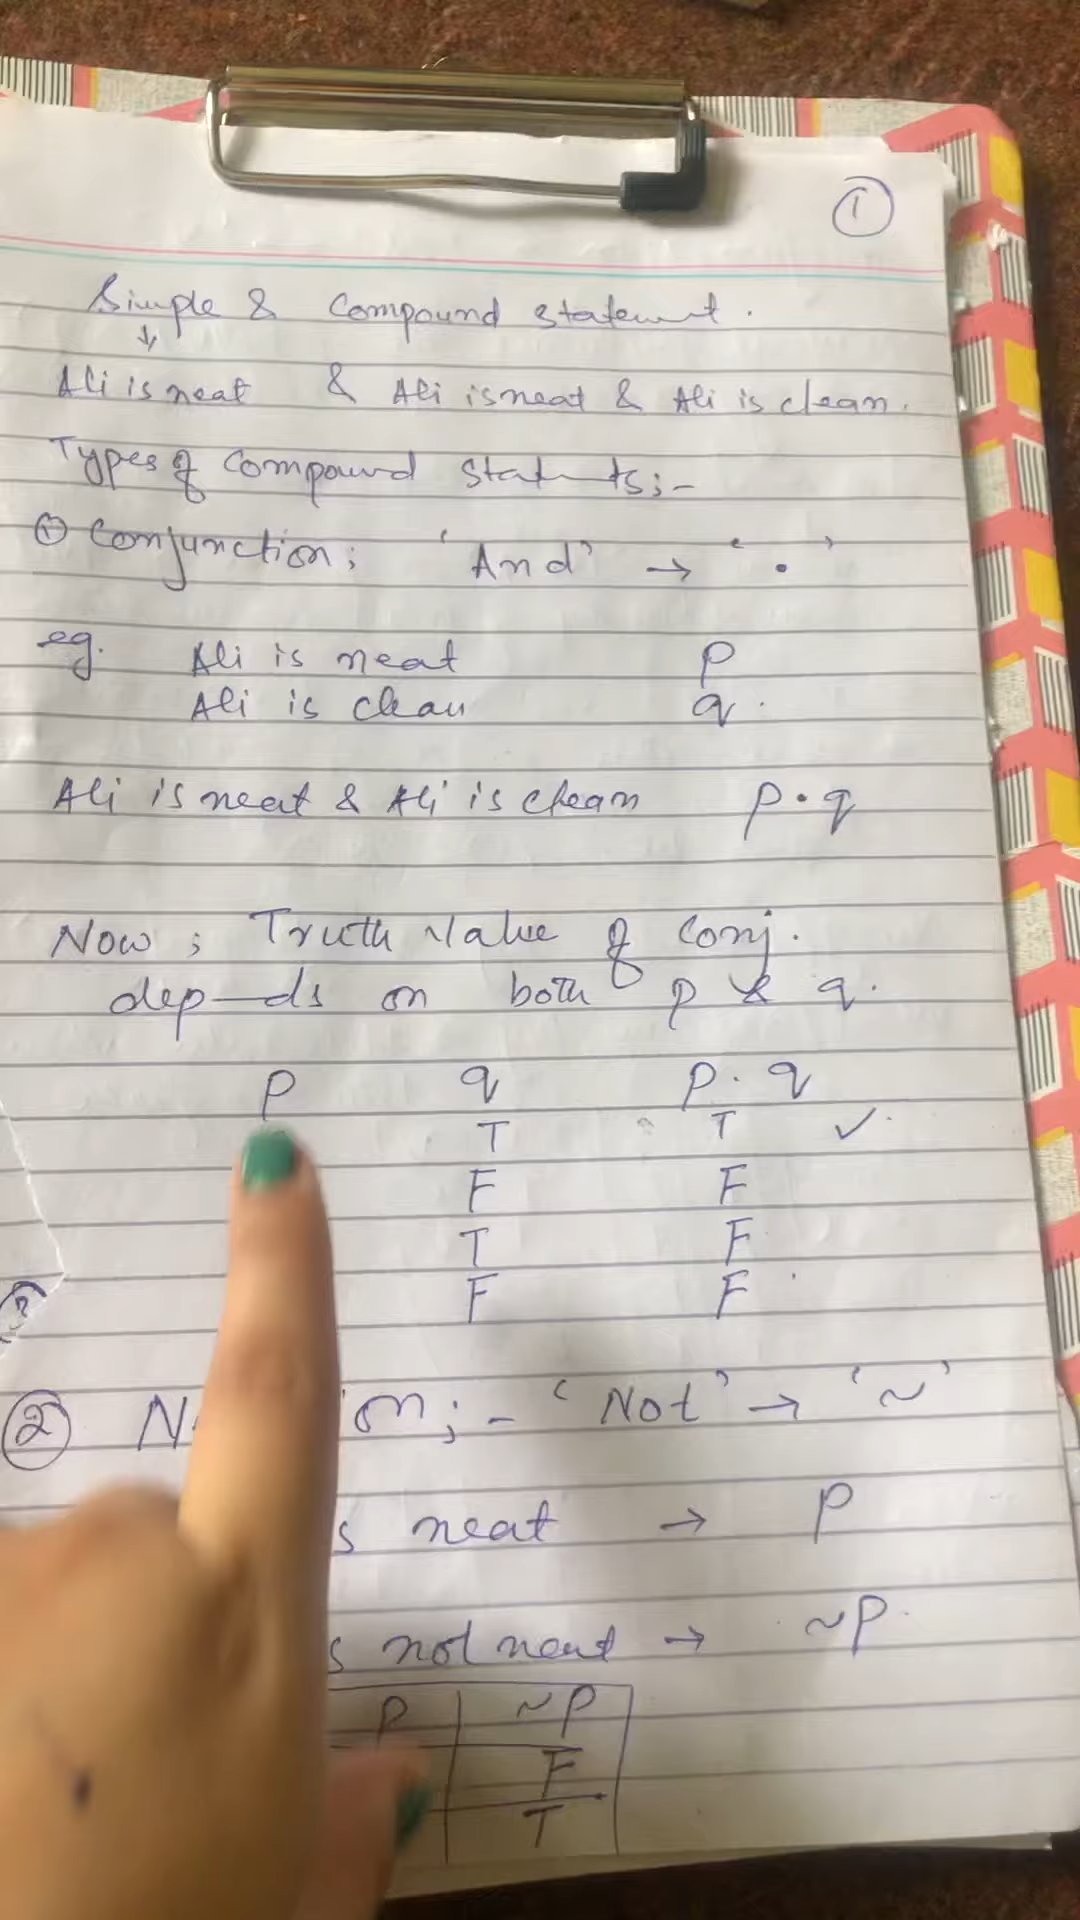 1
Simple & Compound statement.
↓
Ali is neat & Ali is neat & Ali is clean.
Types of Compound Statmts;-
① Conjunction; 'And' → '•'
eg. Ali is neat p
Ali is clean q.
Ali is neat & Ali is clean p•q
Now; Truth Value of Conj.
depends on both p & q.
p q p.q
T T ✓
F F
T F
F F
② N on;- 'Not' → '~'
s neat → P
s not neat → ~P.
P ~P
F
T